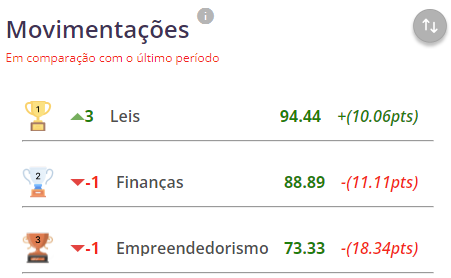 Movimentações i
Em comparação com o último período
1 3 Leis 94.44 +(10.06pts)
2 -1 Finanças 88.89 -(11.11pts)
3 -1 Empreendedorismo 73.33 -(18.34pts)